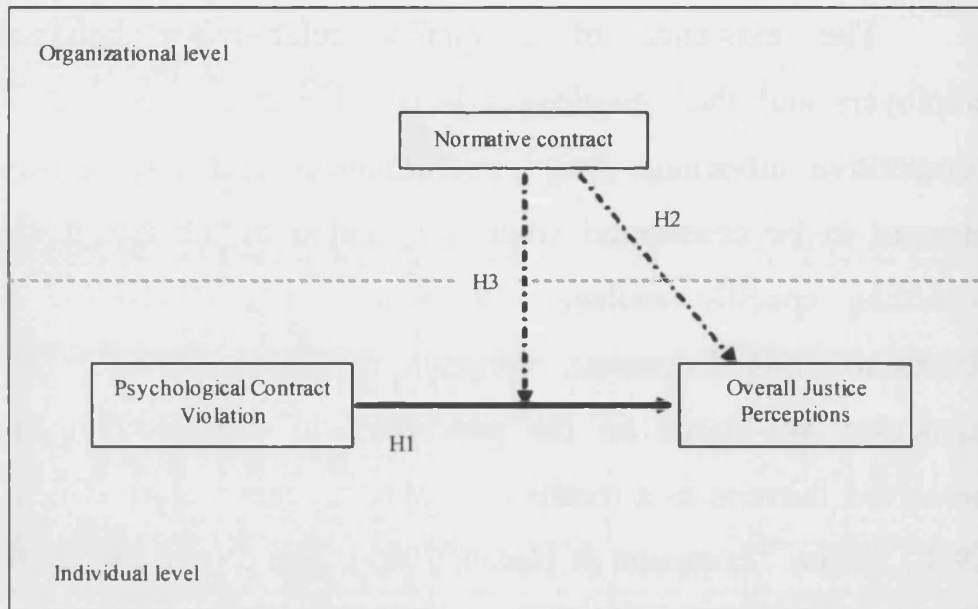 Organizational level
Normative contract
H2
H3
Psychological Contract
Violation
Overall Justice
Perceptions
H1
Individual level